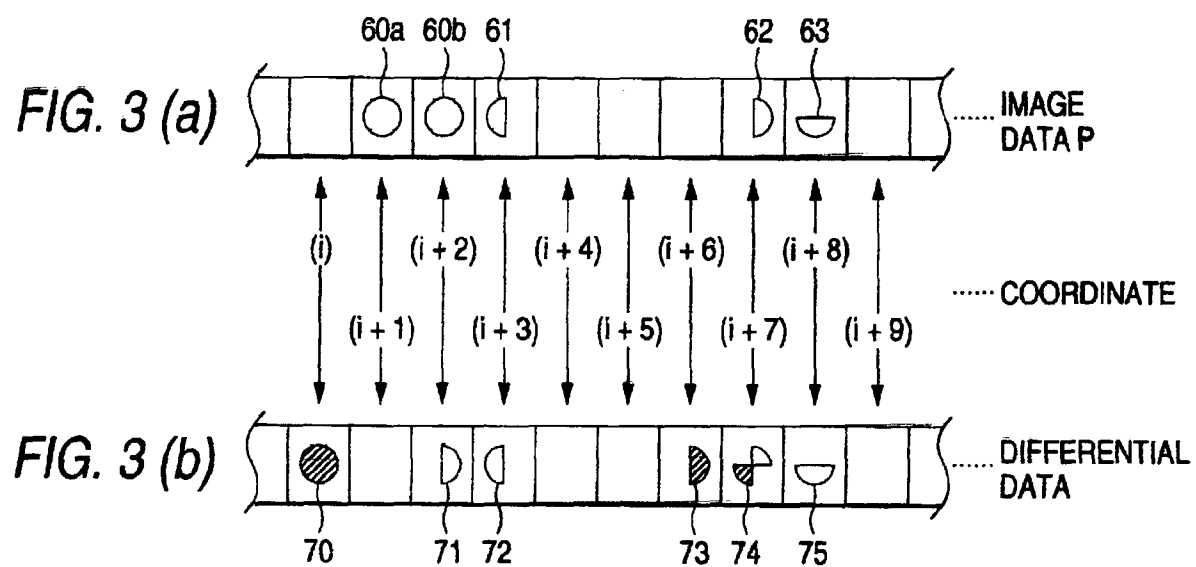 60a 60b 61 62 63
FIG. 3 (a)
...... IMAGE
DATA P
(i) (i + 2) (i + 4) (i + 6) (i + 8)
...... COORDINATE
(i + 1) (i + 3) (i + 5) (i + 7) (i + 9)
FIG. 3 (b)
...... DIFFERENTIAL
DATA
70 71 72 73 74 75